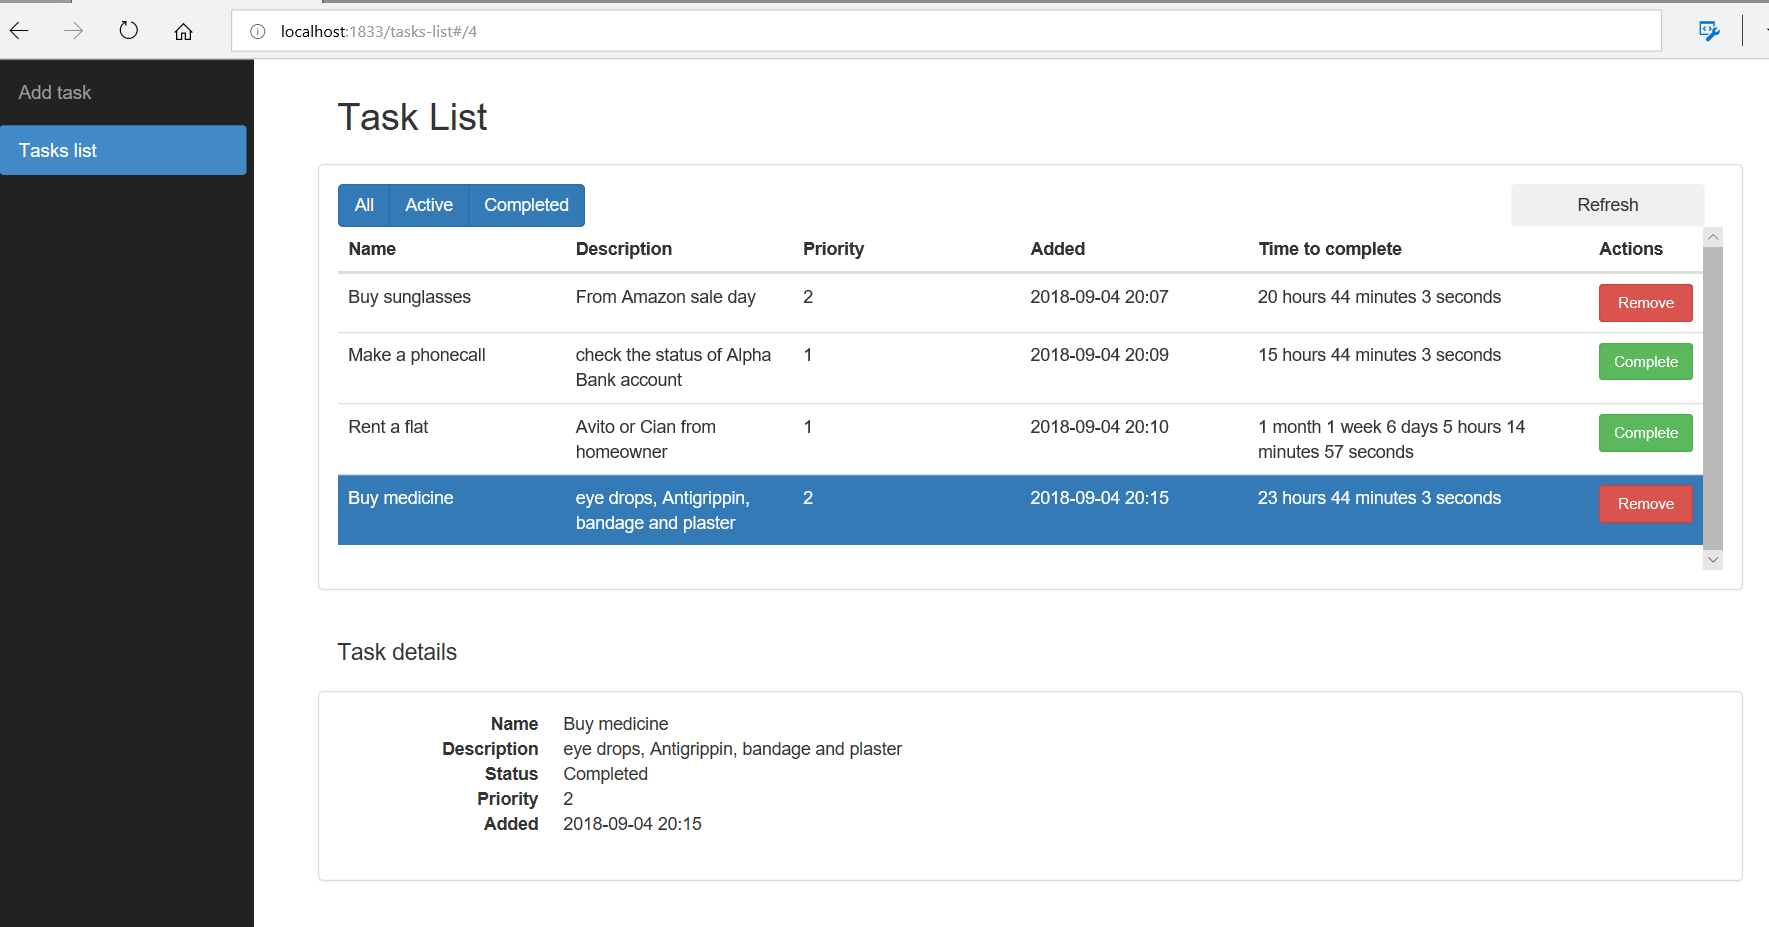 localhost:1833/tasks-list#/4
Add task
Tasks list
Task List
All Active Completed Refresh
Name Description Priority Added Time to complete Actions
Buy sunglasses From Amazon sale day 2 2018-09-04 20:07 20 hours 44 minutes 3 seconds Remove
Make a phonecall check the status of Alpha 1 2018-09-04 20:09 15 hours 44 minutes 3 seconds Complete
Bank account
Rent a flat Avito or Cian from 1 2018-09-04 20:10 1 month 1 week 6 days 5 hours 14 Complete
homeowner minutes 57 seconds
Buy medicine eye drops, Antigrippin, 2 2018-09-04 20:15 23 hours 44 minutes 3 seconds Remove
bandage and plaster
Task details
Name Buy medicine
Description eye drops, Antigrippin, bandage and plaster
Status Completed
Priority 2
Added 2018-09-04 20:15